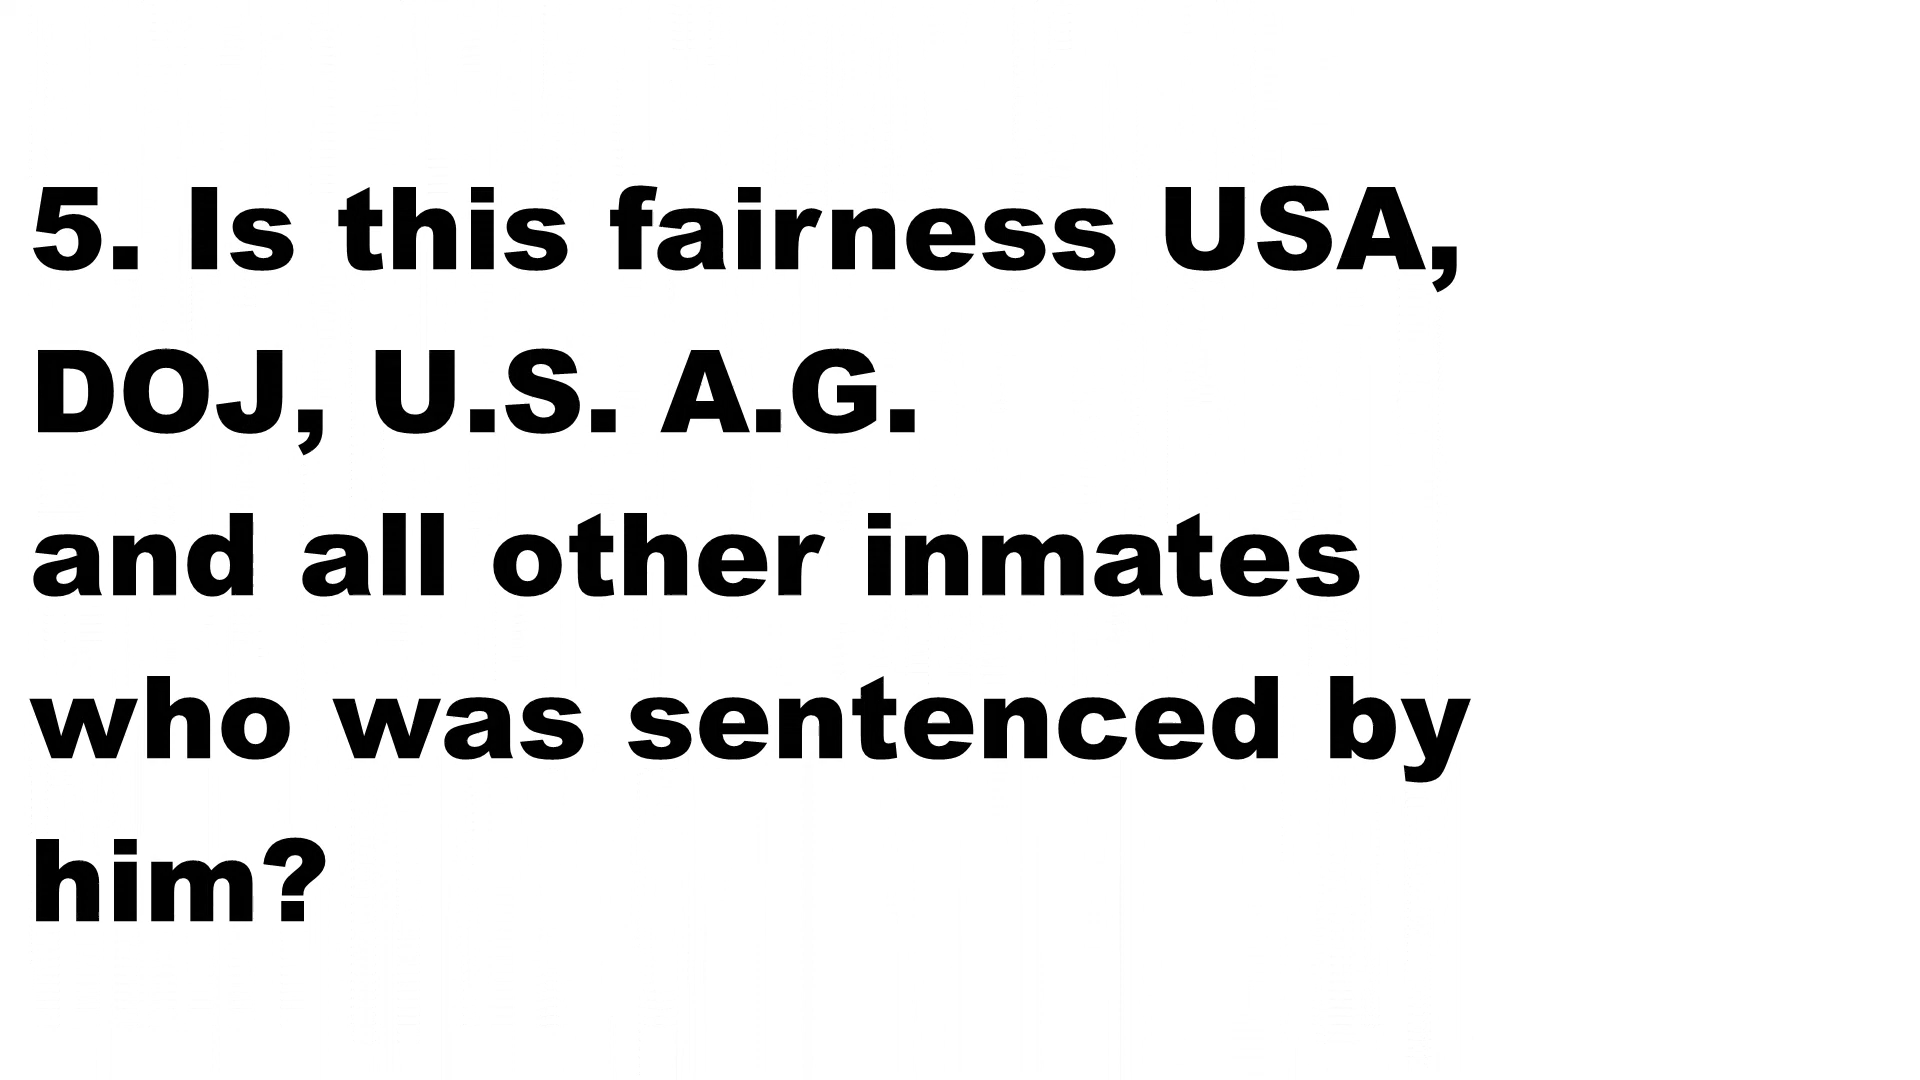 5. Is this fairness USA,
DOJ, U.S. A.G.
and all other inmates
who was sentenced by
him?